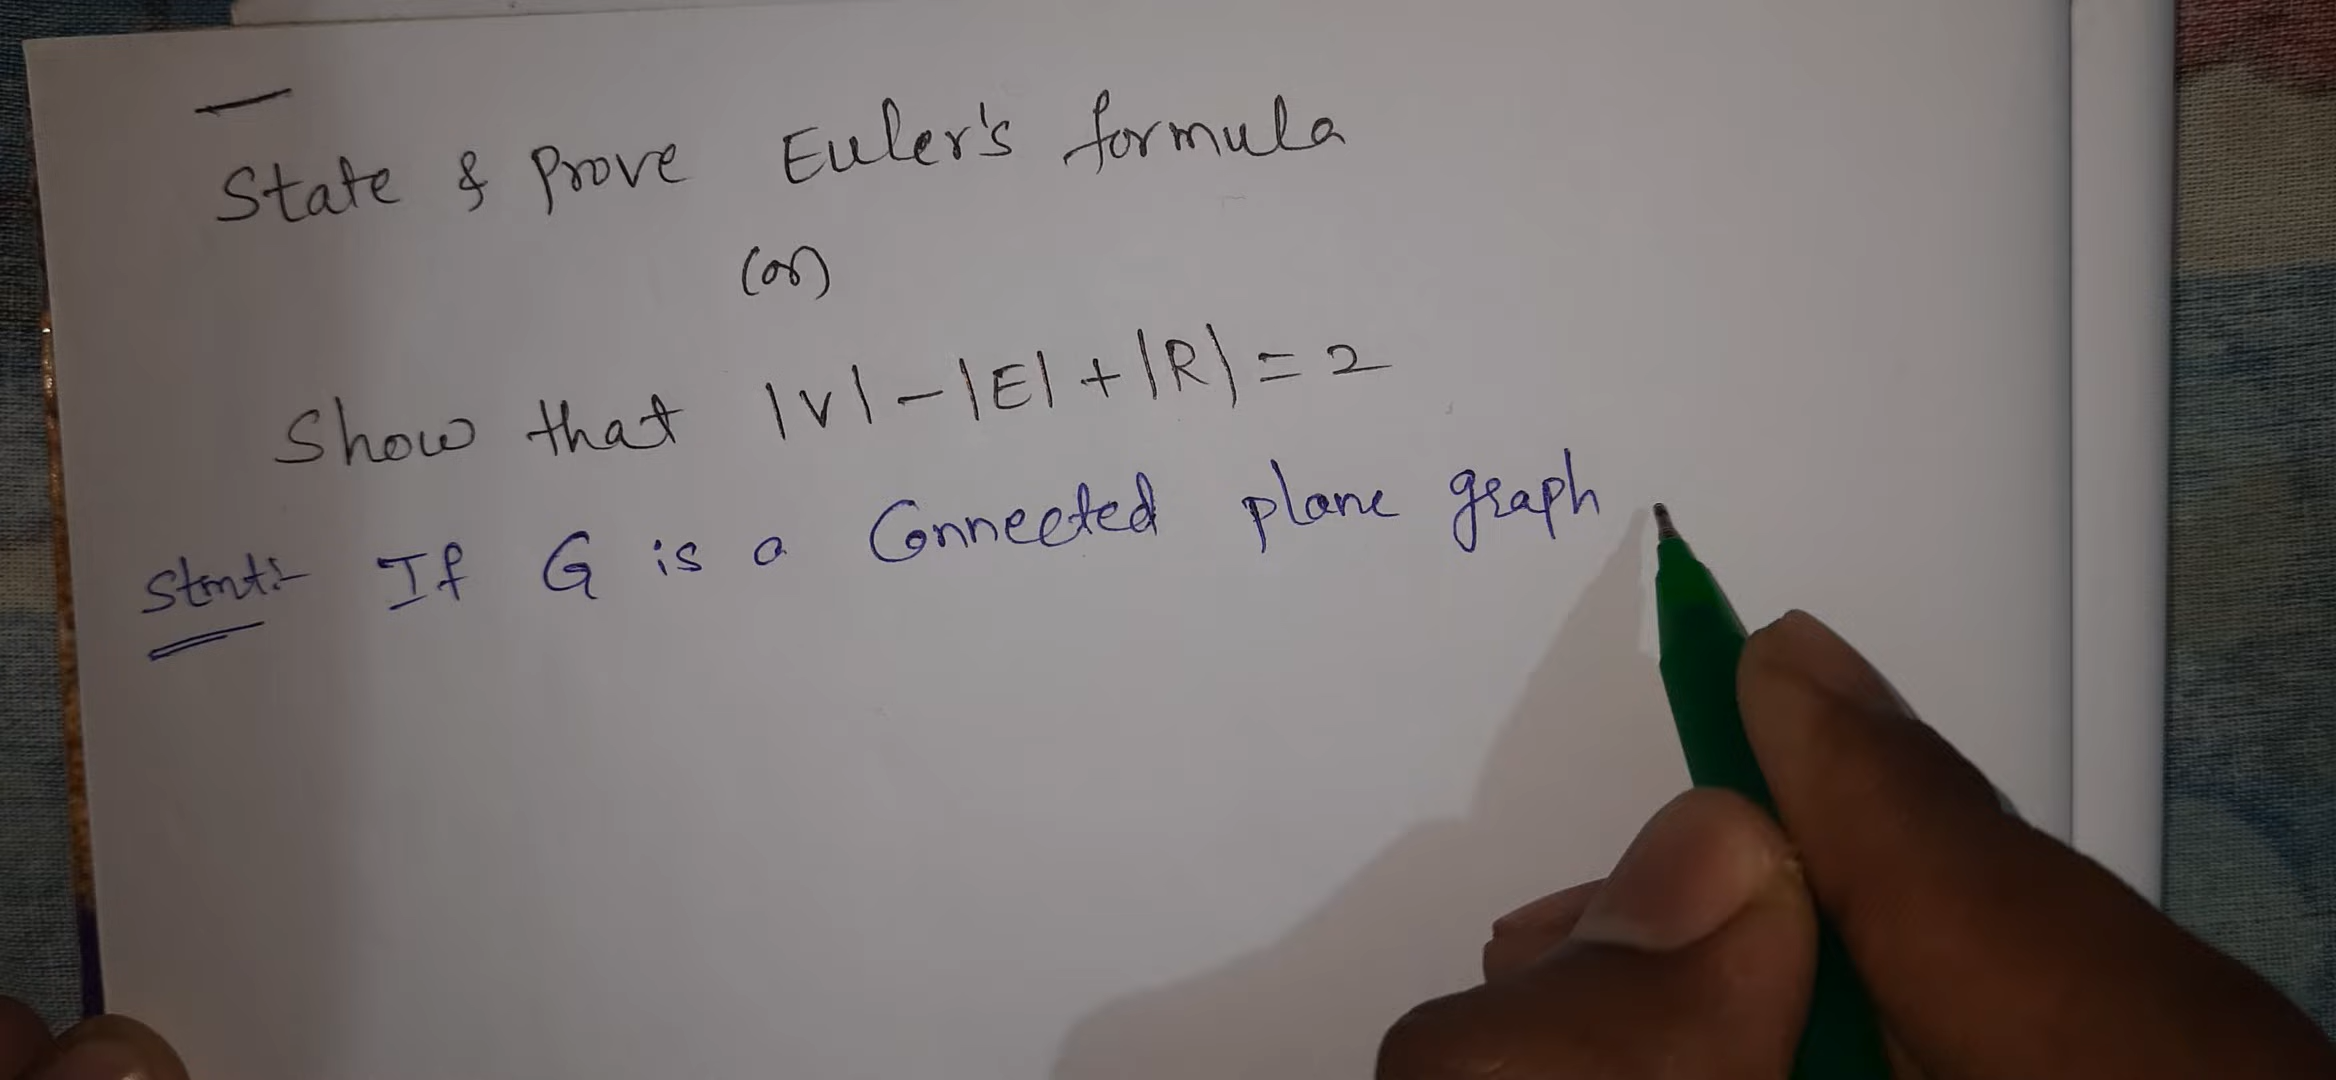 State & Prove Euler's formula
(or)
Show that |V| - |E| + |R| = 2
Stmt:- If G is a Connected plane graph